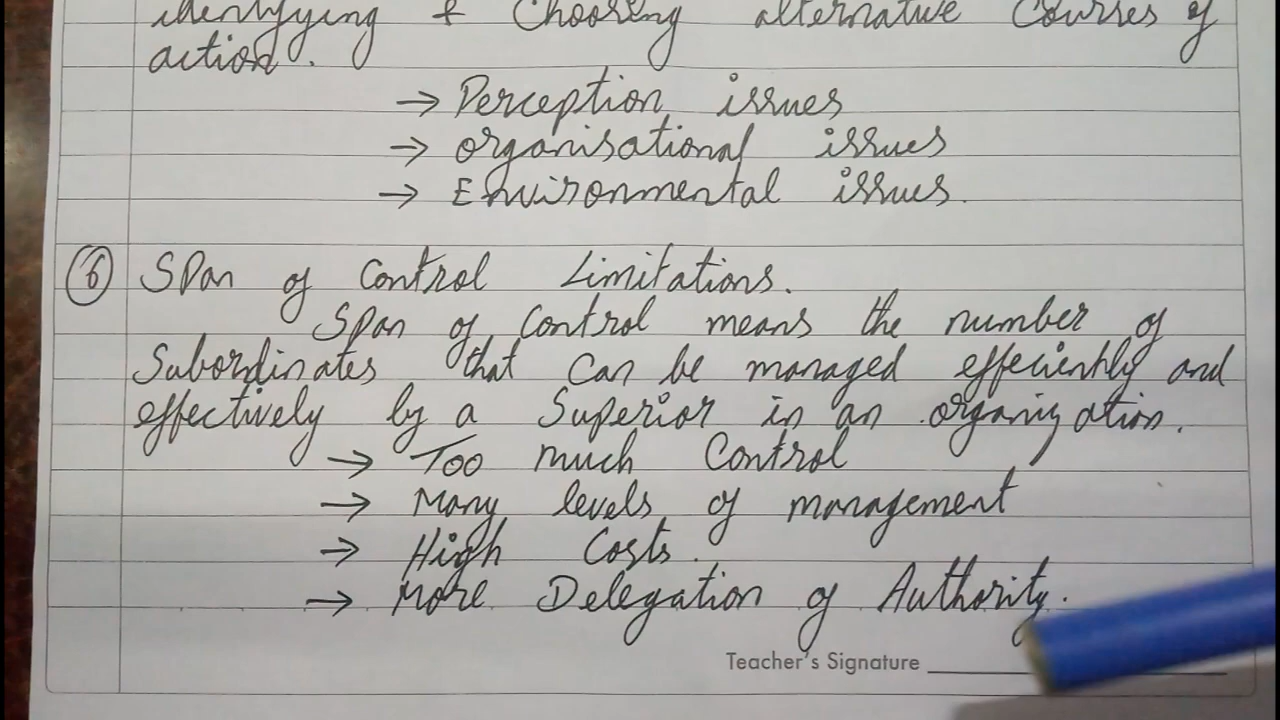 identifying & Choosing alternative Courses of
action.
→ Perception issues
→ organisational issues
→ Environmental issues.
6 Span of Control Limitations.
Span of Control means the number of
Subordinates that can be managed effeciently and
effectively by a Superior in an organization.
→ Too much Control
→ Many levels of management
→ High Costs.
→ More Delegation of Authority.
Teacher's Signature